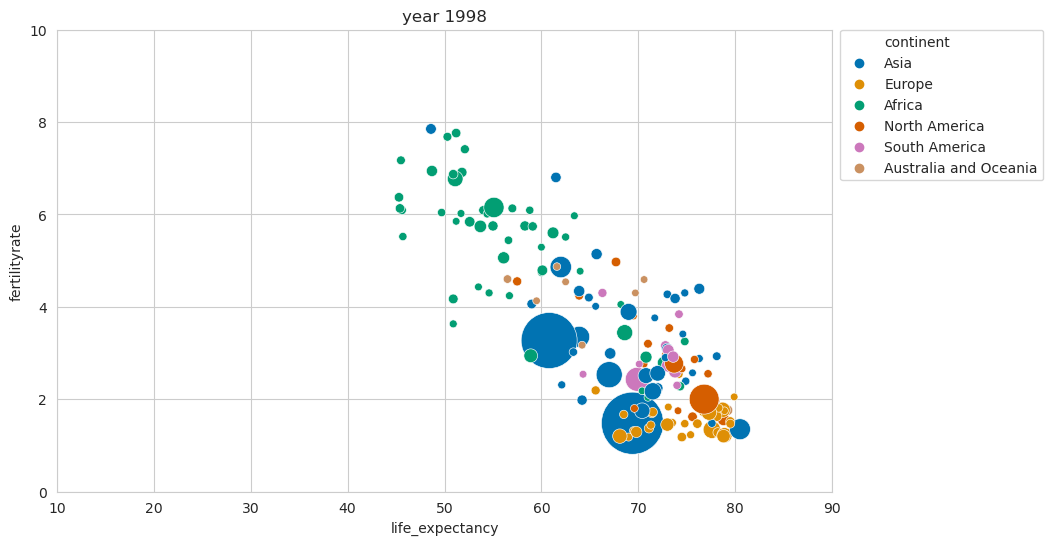 year 1998
10
8
6
4
2
0
fertilityrate
10 20 30 40 50 60 70 80 90
life_expectancy
continent
Asia
Europe
Africa
North America
South America
Australia and Oceania